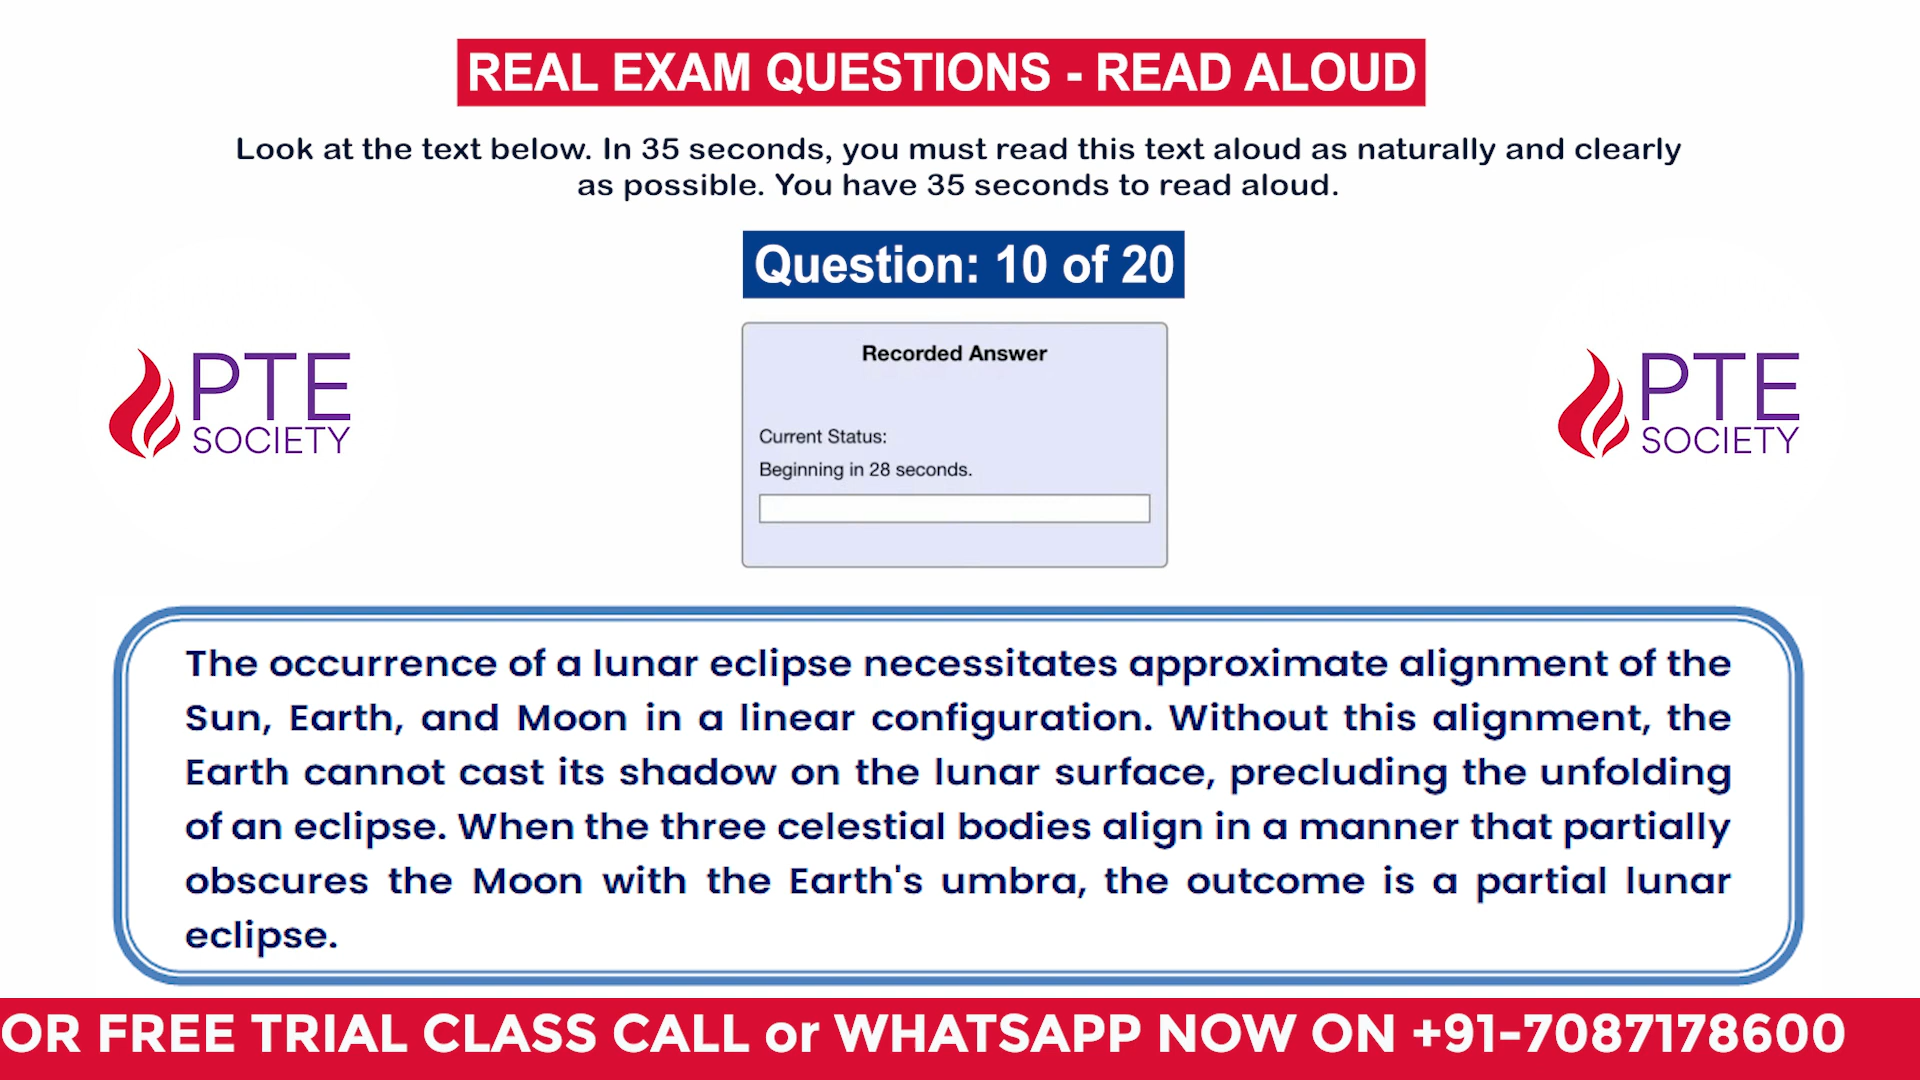 REAL EXAM QUESTIONS - READ ALOUD
Look at the text below. In 35 seconds, you must read this text aloud as naturally and clearly
as possible. You have 35 seconds to read aloud.
Question: 10 of 20
PTE
SOCIETY
Recorded Answer
Current Status:
Beginning in 28 seconds.
PTE
SOCIETY
The occurrence of a lunar eclipse necessitates approximate alignment of the
Sun, Earth, and Moon in a linear configuration. Without this alignment, the
Earth cannot cast its shadow on the lunar surface, precluding the unfolding
of an eclipse. When the three celestial bodies align in a manner that partially
obscures the Moon with the Earth's umbra, the outcome is a partial lunar
eclipse.
OR FREE TRIAL CLASS CALL or WHATSAPP NOW ON +91-7087178600